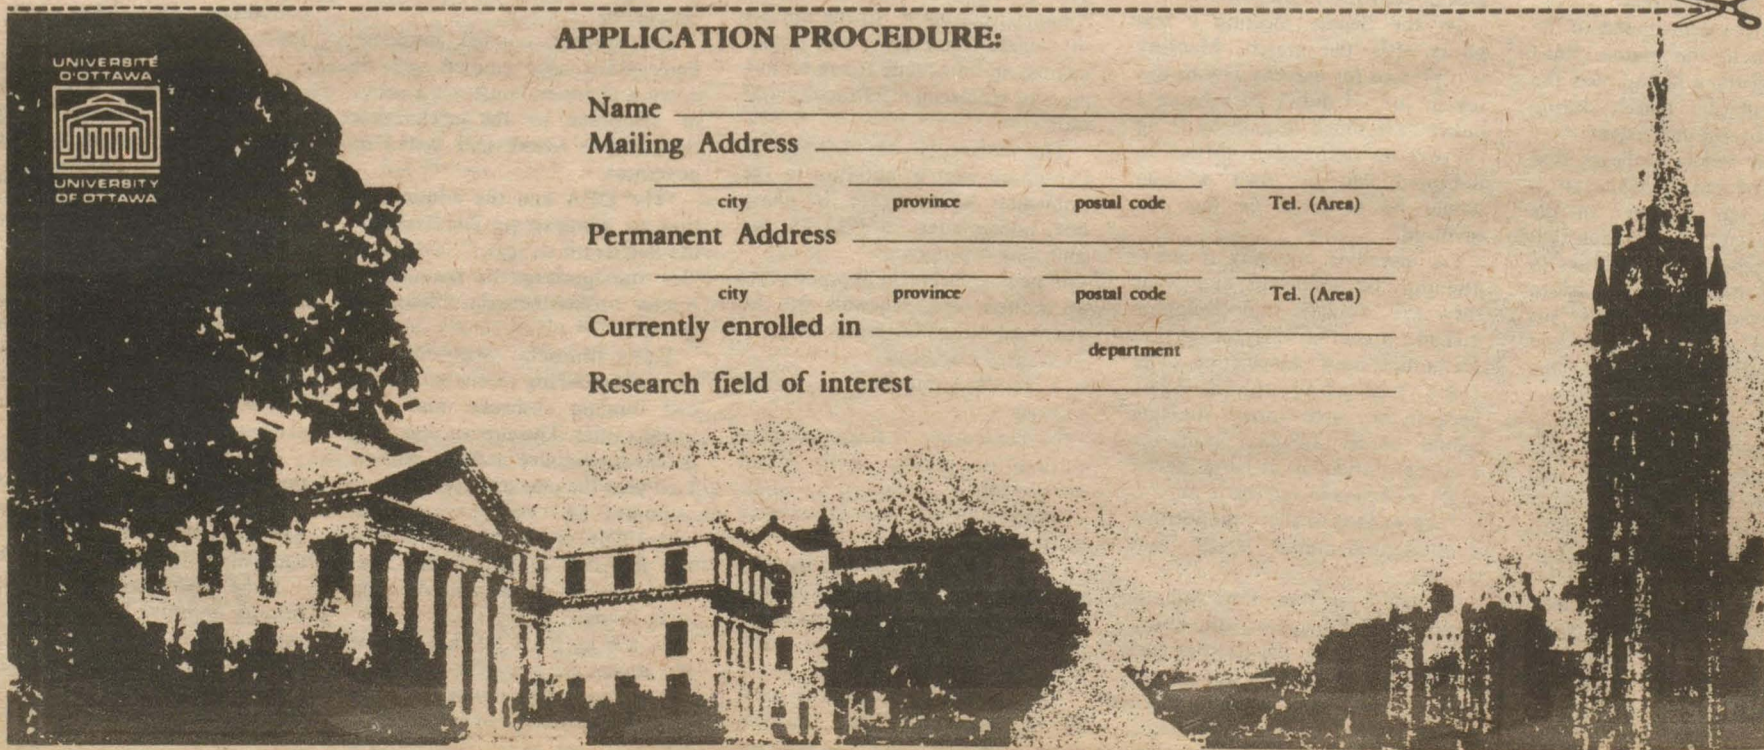 APPLICATION PROCEDURE:
UNIVERSITÉ
D'OTTAWA
UNIVERSITY
OF OTTAWA
Name
Mailing Address
city province postal code Tel. (Area)
Permanent Address
city province postal code Tel. (Area)
Currently enrolled in
department
Research field of interest